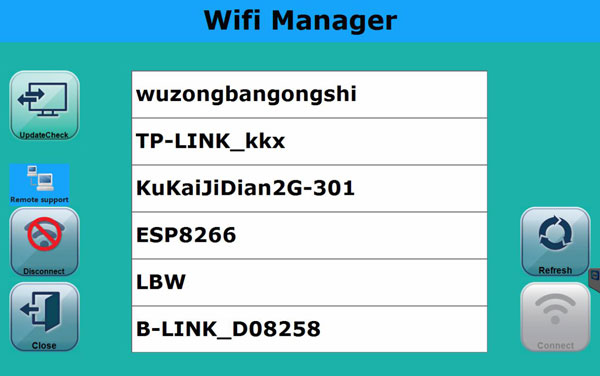 Wifi Manager
wuzongbangongshi
TP-LINK_kkx
KuKaiJiDian2G-301
ESP8266
LBW
B-LINK_D08258
UpdateCheck
Remote support
Disconnect
Close
Refresh
Connect